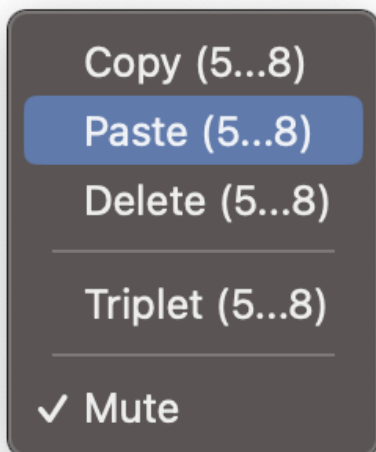 Copy (5...8)
Paste (5...8)
Delete (5...8)
Triplet (5...8)
✓ Mute